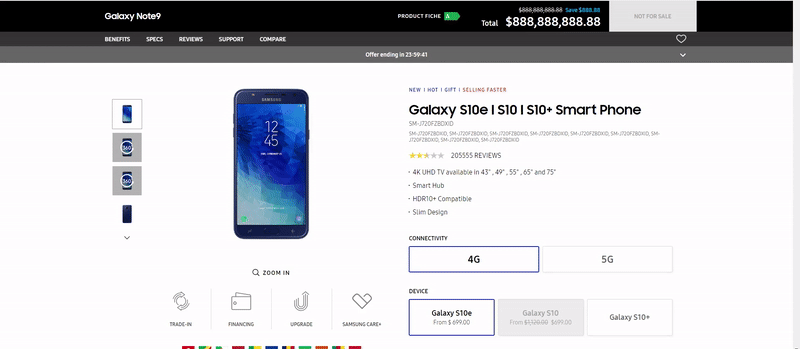 Galaxy Note9
PRODUCT FICHE A
$888,888,888.88 Save $888.88
Total $888,888,888.88
NOT FOR SALE
BENEFITS SPECS REVIEWS SUPPORT COMPARE
Offer ending in 23:59:41
NEW | HOT | GIFT | SELLING FASTER
Galaxy S10e | S10 | S10+ Smart Phone
SM-J720FZBDXID
SM-J720FZBDXID, SM-J720FZBDXID, SM-J720FZBDXID, SM-J720FZBDXID, SM-J720FZBDXID, SM-
J720FZBDXID, SM-J720FZBDXID
205555 REVIEWS
• 4K UHD TV available in 43" , 49" , 55" , 65" and 75"
• Smart Hub
• HDR10+ Compatible
• Slim Design
SAMSUNG
12
45
360
360
ZOOM IN
TRADE-IN FINANCING UPGRADE SAMSUNG CARE+
CONNECTIVITY
4G 5G
DEVICE
Galaxy S10e Galaxy S10 Galaxy S10+
From $ 699.00 From $1,520.00 $699.00